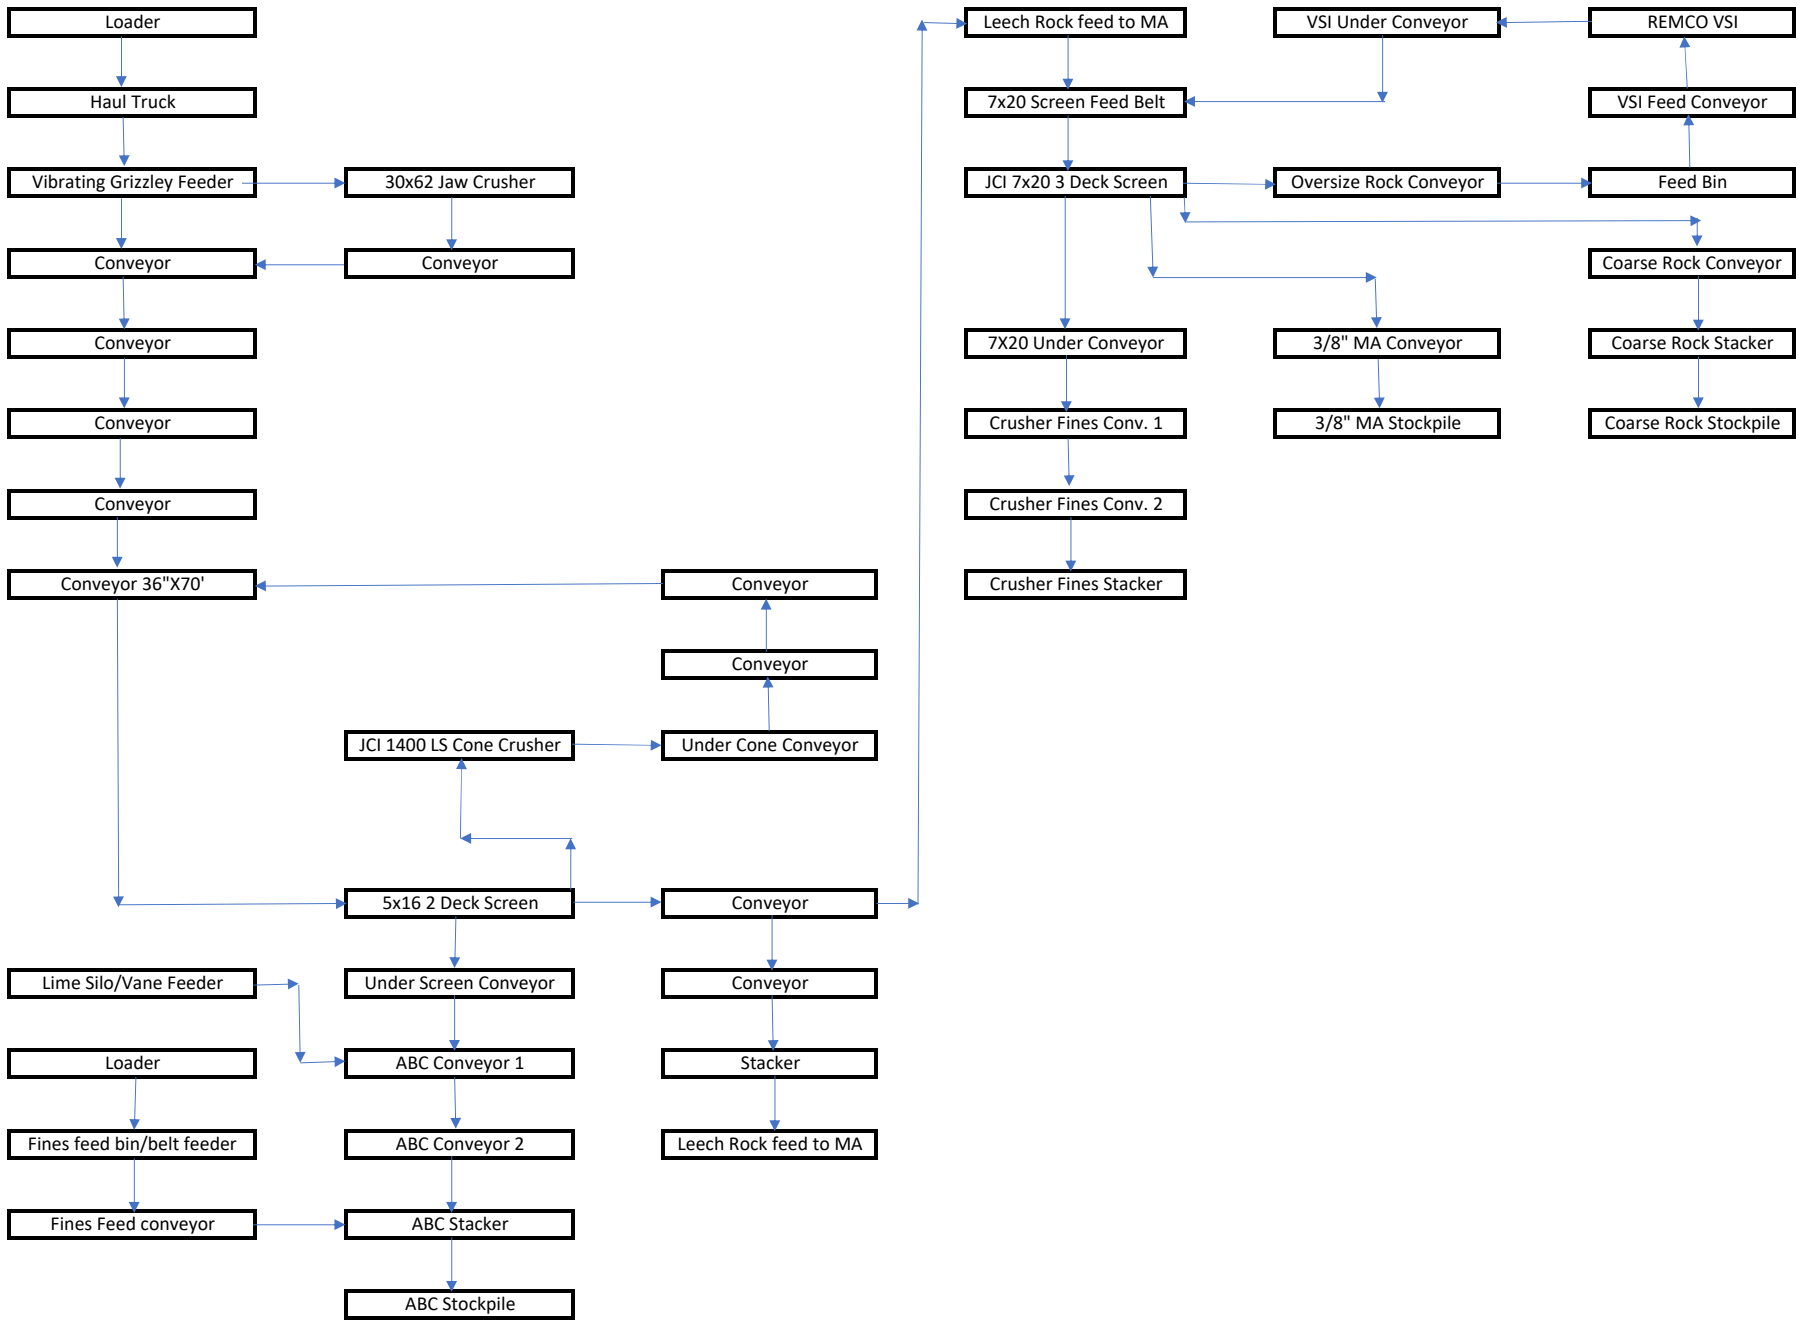 Loader
Leech Rock feed to MA
VSI Under Conveyor
REMCO VSI
Haul Truck
7x20 Screen Feed Belt
VSI Feed Conveyor
Vibrating Grizzley Feeder
30x62 Jaw Crusher
JCI 7x20 3 Deck Screen
Oversize Rock Conveyor
Feed Bin
Conveyor
Conveyor
Coarse Rock Conveyor
Conveyor
7X20 Under Conveyor
3/8" MA Conveyor
Coarse Rock Stacker
Conveyor
Crusher Fines Conv. 1
3/8" MA Stockpile
Coarse Rock Stockpile
Conveyor
Crusher Fines Conv. 2
Conveyor 36"X70'
Conveyor
Crusher Fines Stacker
Conveyor
JCI 1400 LS Cone Crusher
Under Cone Conveyor
5x16 2 Deck Screen
Conveyor
Lime Silo/Vane Feeder
Under Screen Conveyor
Conveyor
Loader
ABC Conveyor 1
Stacker
Fines feed bin/belt feeder
ABC Conveyor 2
Leech Rock feed to MA
Fines Feed conveyor
ABC Stacker
ABC Stockpile